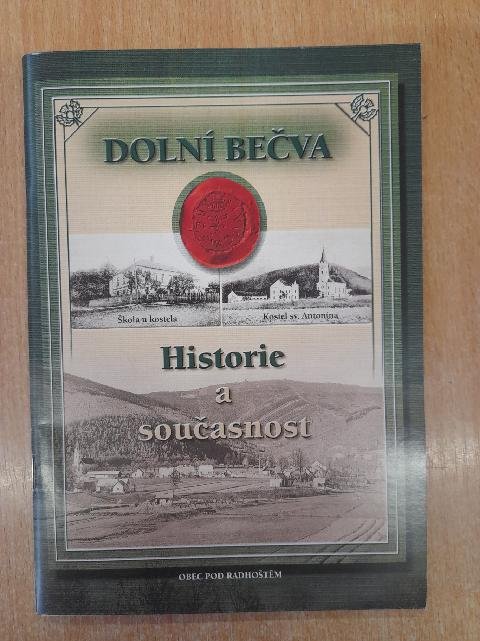 DOLNÍ BEČVA
Škola u kostela
Kostel sv. Antonína
Historie
a
současnost
OBEC POD RADHOŠTĚM